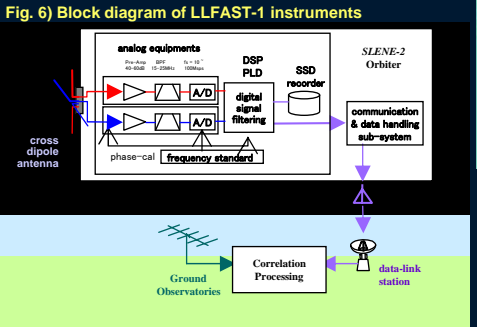 Fig. 6) Block diagram of LLFAST-1 instruments
analog equipments
Pre-Amp
40-60dB
BPF
15-25MHz
100Msps
A/D
A/D
DSP
PLD
digital
signal
filtering
SSD
recorder
SLENE-2
Orbiter
communication
& data handling
sub-system
cross
dipole
antenna
phase-cal
frequency standard
Ground
Observatories
Correlation
Processing
data-link
station